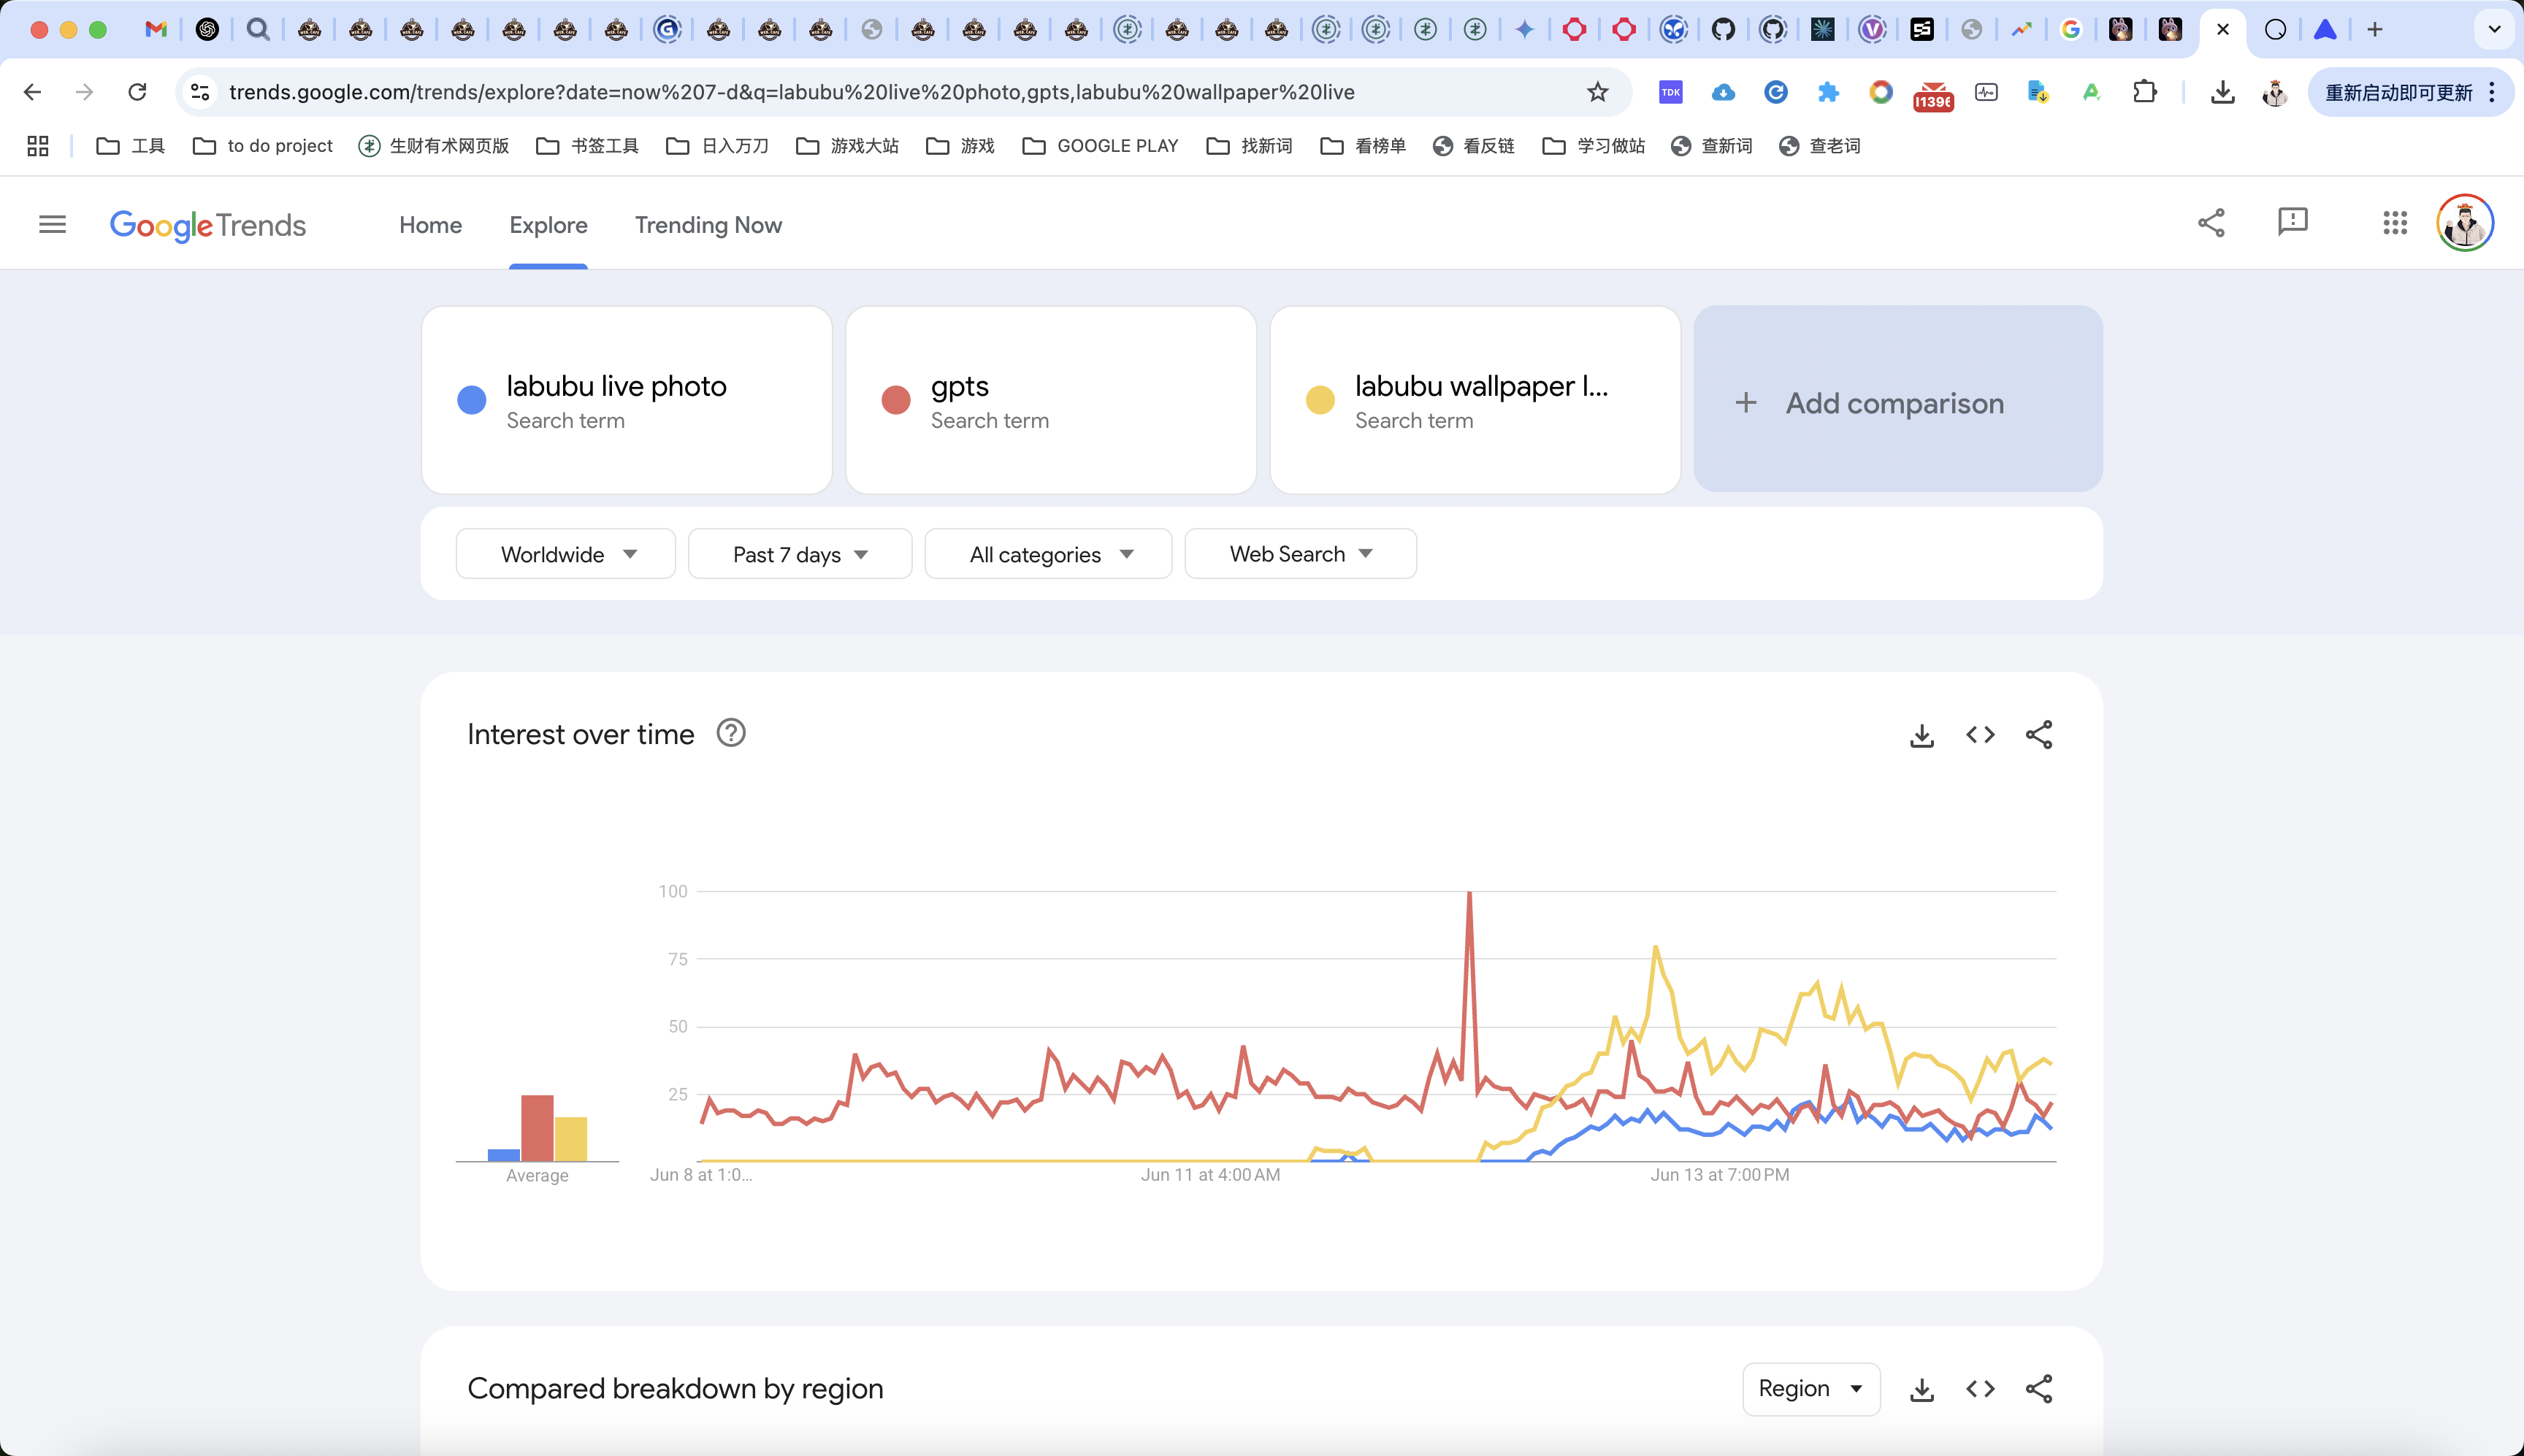 trends.google.com/trends/explore?date=now%207-d&q=labubu%20live%20photo,gpts,labubu%20wallpaper%20live
TDK
重新启动即可更新
工具
to do project
生财有术网页版
书签工具
日入万刀
游戏大站
游戏
GOOGLE PLAY
找新词
看榜单
看反链
学习做站
查新词
查老词
Google Trends
Home
Explore
Trending Now
labubu live photo
Search term
gpts
Search term
labubu wallpaper l...
Search term
+ Add comparison
Worldwide
Past 7 days
All categories
Web Search
Interest over time
100
75
50
25
Average
Jun 8 at 1:0...
Jun 11 at 4:00 AM
Jun 13 at 7:00 PM
Compared breakdown by region
Region